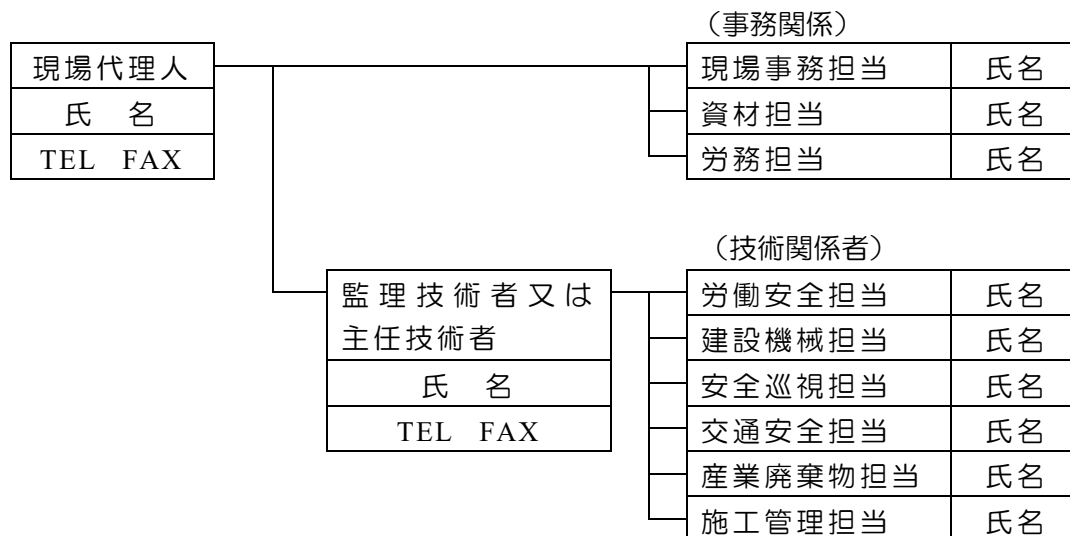 （事務関係）
現場代理人
氏　名
TEL　FAX
現場事務担当　氏名
資材担当　氏名
労務担当　氏名
（技術関係者）
監理技術者又は
主任技術者
氏　名
TEL　FAX
労働安全担当　氏名
建設機械担当　氏名
安全巡視担当　氏名
交通安全担当　氏名
産業廃棄物担当　氏名
施工管理担当　氏名